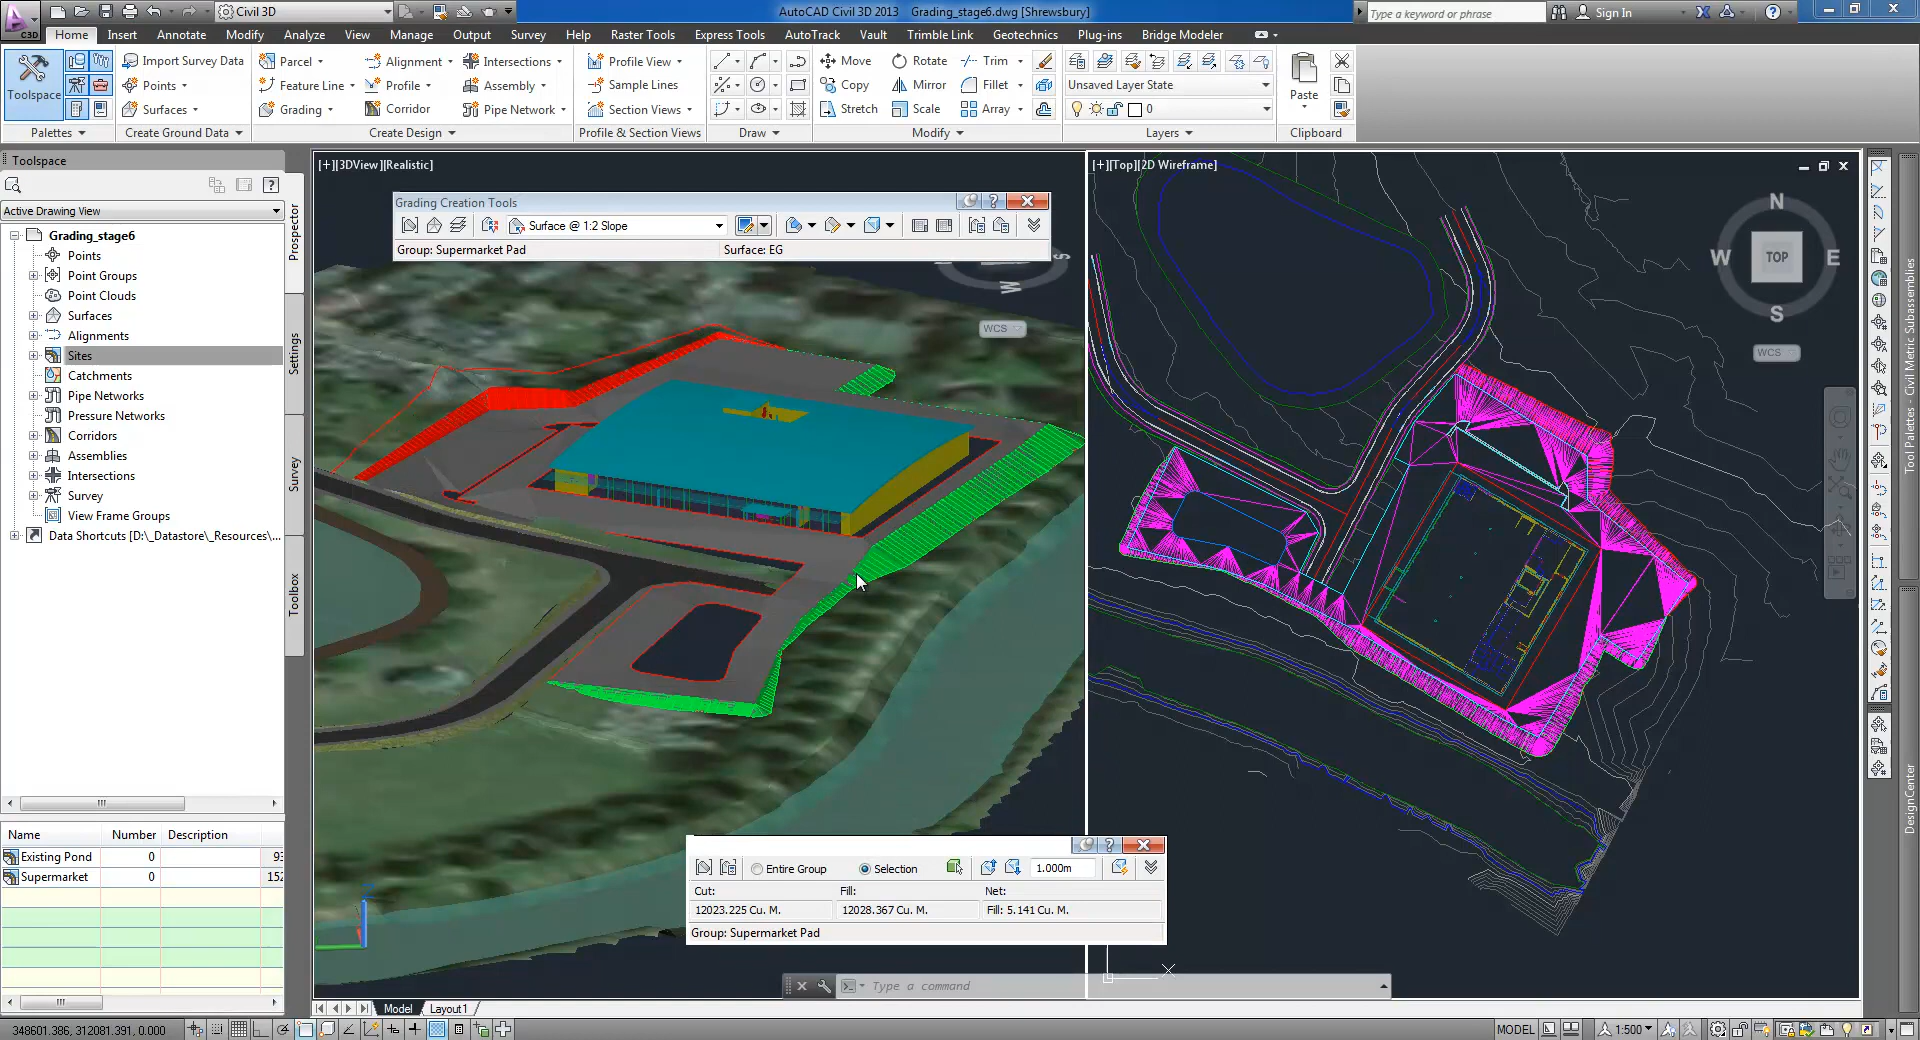 Civil 3D
AutoCAD Civil 3D 2013 Grading_stage6.dwg [Shrewsbury]
Type a keyword or phrase
Sign In
C3D
Home Insert Annotate Modify Analyze View Manage Output Survey Help Raster Tools Express Tools AutoTrack Vault Trimble Link Geotechnics Plug-ins Bridge Modeler
Toolspace
Import Survey Data
Points
Surfaces
Parcel
Feature Line
Grading
Alignment
Profile
Corridor
Intersections
Assembly
Pipe Network
Profile View
Sample Lines
Section Views
Move Rotate Trim
Copy Mirror Fillet
Stretch Scale Array
Unsaved Layer State
0
Paste
Palettes Create Ground Data Create Design Profile & Section Views Draw Modify Layers Clipboard
Toolspace
Active Drawing View
Grading_stage6
Points
Point Groups
Point Clouds
Surfaces
Alignments
Sites
Catchments
Pipe Networks
Pressure Networks
Corridors
Assemblies
Intersections
Survey
View Frame Groups
Data Shortcuts [D:\_Datastore\_Resources\...
Prospector
Settings
Survey
Toolbox
Name Number Description
Existing Pond 0 93
Supermarket 0 152
[+][3DView][Realistic]
Grading Creation Tools
Surface @ 1:2 Slope
Group: Supermarket Pad Surface: EG
S
W
WCS
[+][Top][2D Wireframe]
N
W TOP E
S
WCS
Entire Group Selection 1.000m
Cut: Fill: Net:
12023.225 Cu. M. 12028.367 Cu. M. Fill: 5.141 Cu. M.
Group: Supermarket Pad
Type a command
Tool Palettes - Civil Metric Subassemblies
DesignCenter
Model Layout1
348601.386, 312081.391, 0.000
MODEL
1:500